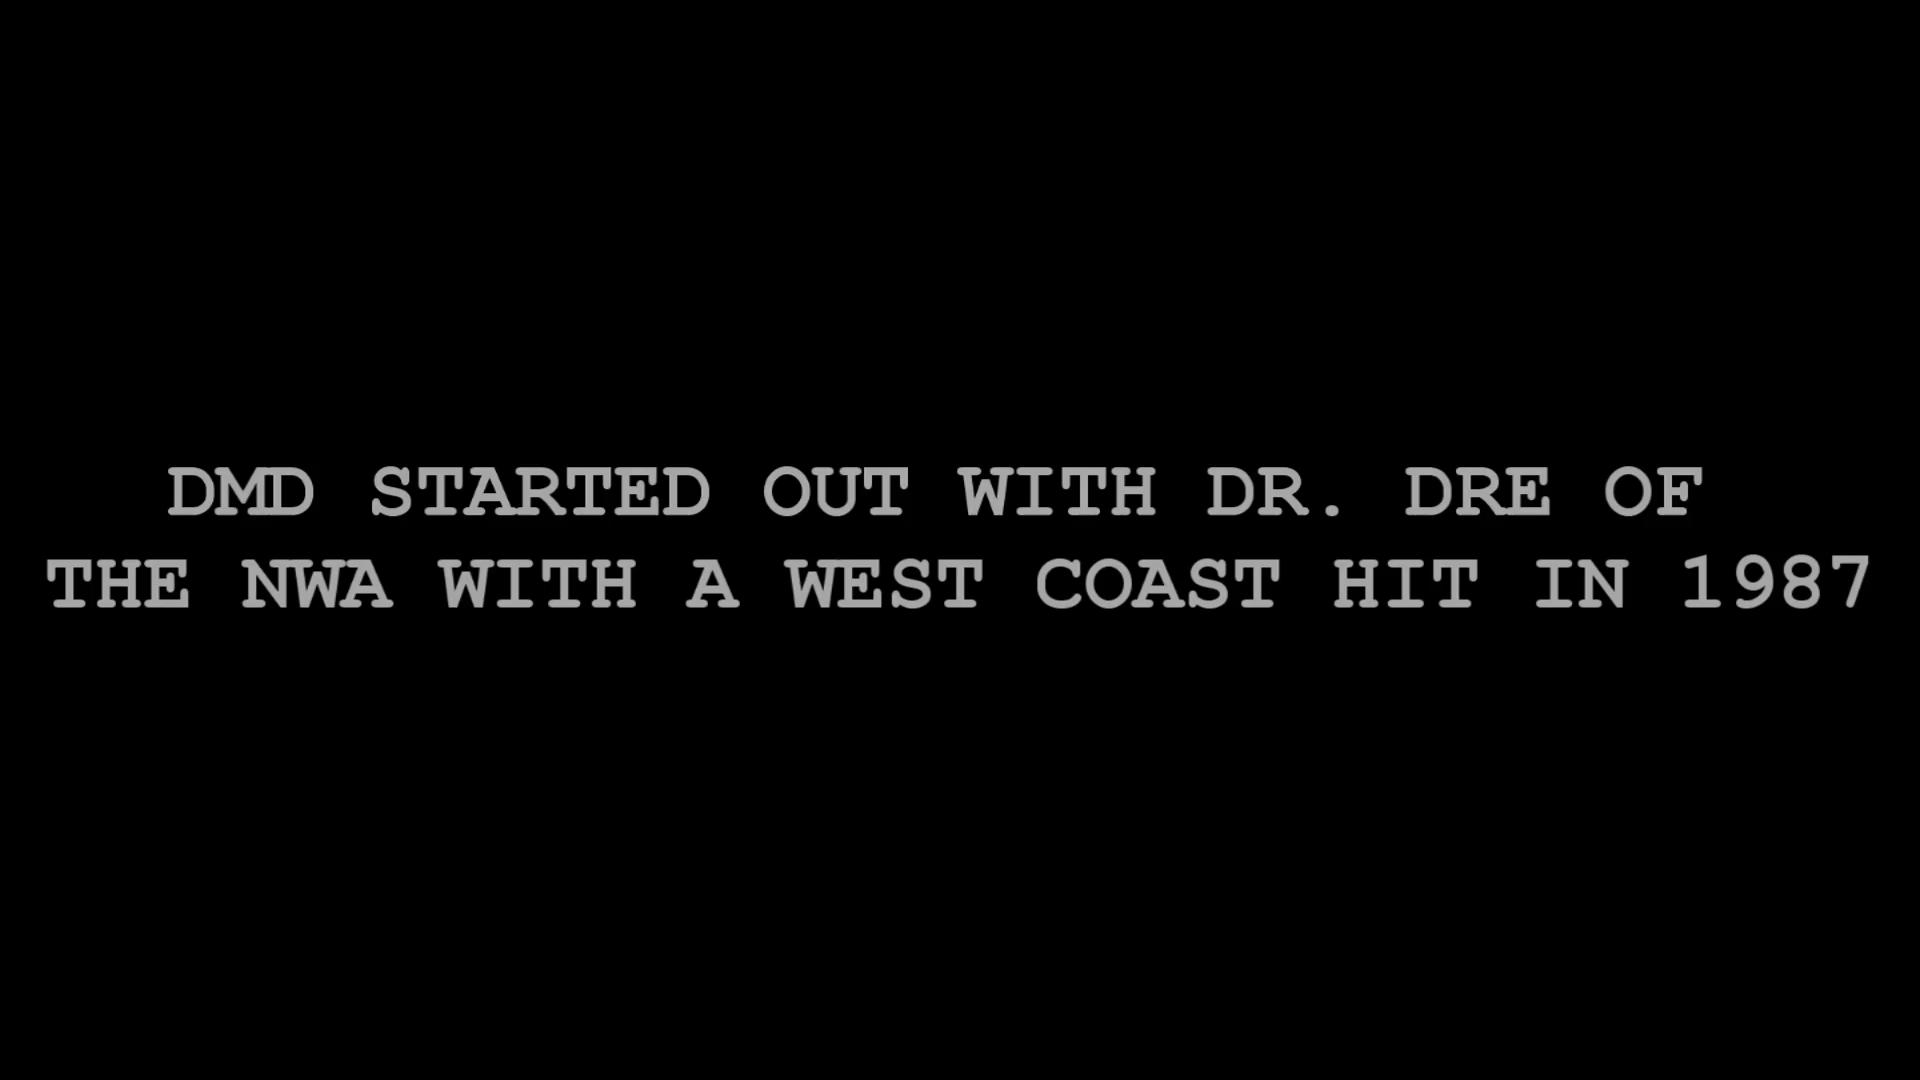 DMD STARTED OUT WITH DR. DRE OF
THE NWA WITH A WEST COAST HIT IN 1987